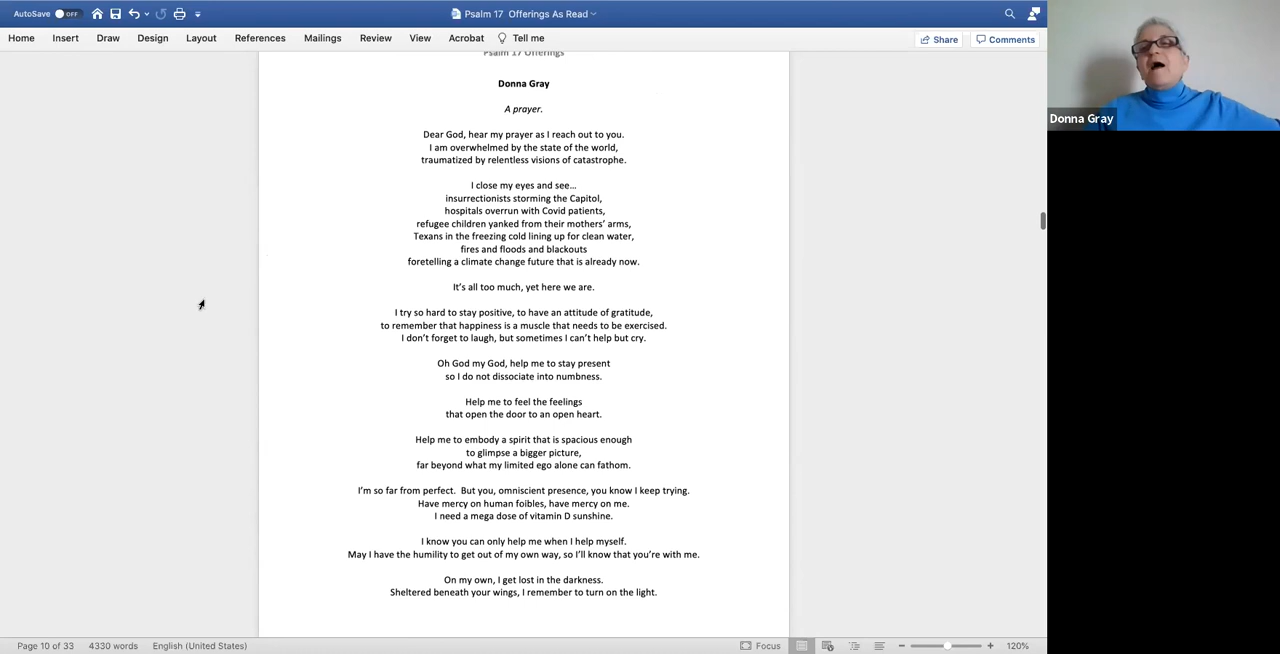 AutoSave OFF
Psalm 17 Offerings As Read
Home Insert Draw Design Layout References Mailings Review View Acrobat Tell me
Share Comments
Psalm 17 Offerings
Donna Gray
A prayer.
Dear God, hear my prayer as I reach out to you.
I am overwhelmed by the state of the world,
traumatized by relentless visions of catastrophe.
I close my eyes and see…
insurrectionists storming the Capitol,
hospitals overrun with Covid patients,
refugee children yanked from their mothers’ arms,
Texans in the freezing cold lining up for clean water,
fires and floods and blackouts
foretelling a climate change future that is already now.
It’s all too much, yet here we are.
I try so hard to stay positive, to have an attitude of gratitude,
to remember that happiness is a muscle that needs to be exercised.
I don’t forget to laugh, but sometimes I can’t help but cry.
Oh God my God, help me to stay present
so I do not dissociate into numbness.
Help me to feel the feelings
that open the door to an open heart.
Help me to embody a spirit that is spacious enough
to glimpse a bigger picture,
far beyond what my limited ego alone can fathom.
I’m so far from perfect.  But you, omniscient presence, you know I keep trying.
Have mercy on human foibles, have mercy on me.
I need a mega dose of vitamin D sunshine.
I know you can only help me when I help myself.
May I have the humility to get out of my own way, so I’ll know that you’re with me.
On my own, I get lost in the darkness.
Sheltered beneath your wings, I remember to turn on the light.
Donna Gray
Page 10 of 33 4330 words English (United States) Focus 120%